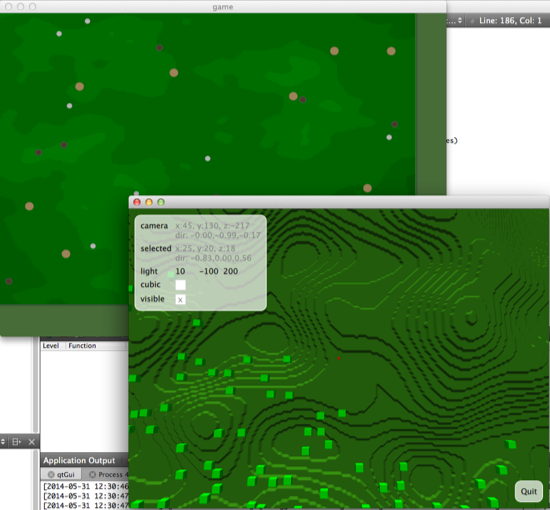 game
Line: 186, Col: 1
es)
camera x:45, y:150, z:-217
dir: -0.00,-0.99,-0.17
selected x:25, y:20, z:18
dir: -0.83,0.00,0.56
light 10 -100 200
cubic
visible x
Level Function
Application Output
qtGui Process
[2014-05-31 12:30:46
[2014-05-31 12:30:47
[2014-05-31 12:30:47
Quit